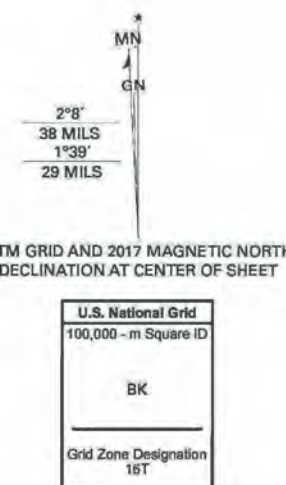 ★
MN
GN
2°8'
38 MILS
1°39'
29 MILS
TM GRID AND 2017 MAGNETIC NORTH
DECLINATION AT CENTER OF SHEET
U.S. National Grid
100,000 - m Square ID
BK
Grid Zone Designation
16T